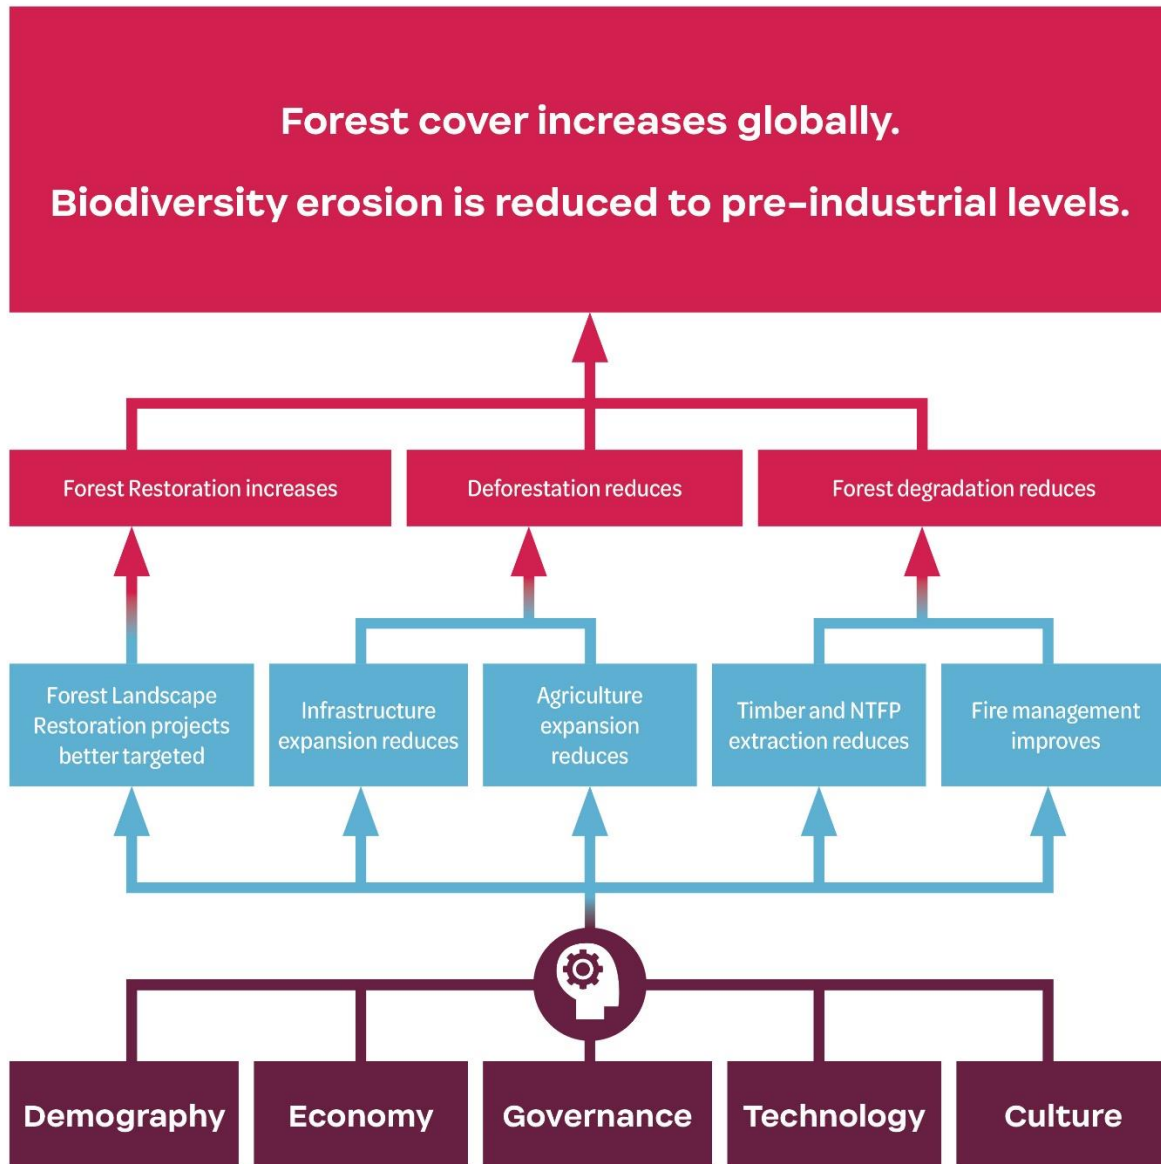 Forest cover increases globally.
Biodiversity erosion is reduced to pre-industrial levels.
Forest Restoration increases
Deforestation reduces
Forest degradation reduces
Forest Landscape
Restoration projects
better targeted
Infrastructure
expansion reduces
Agriculture
expansion
reduces
Timber and NTFP
extraction reduces
Fire management
improves
Demography
Economy
Governance
Technology
Culture